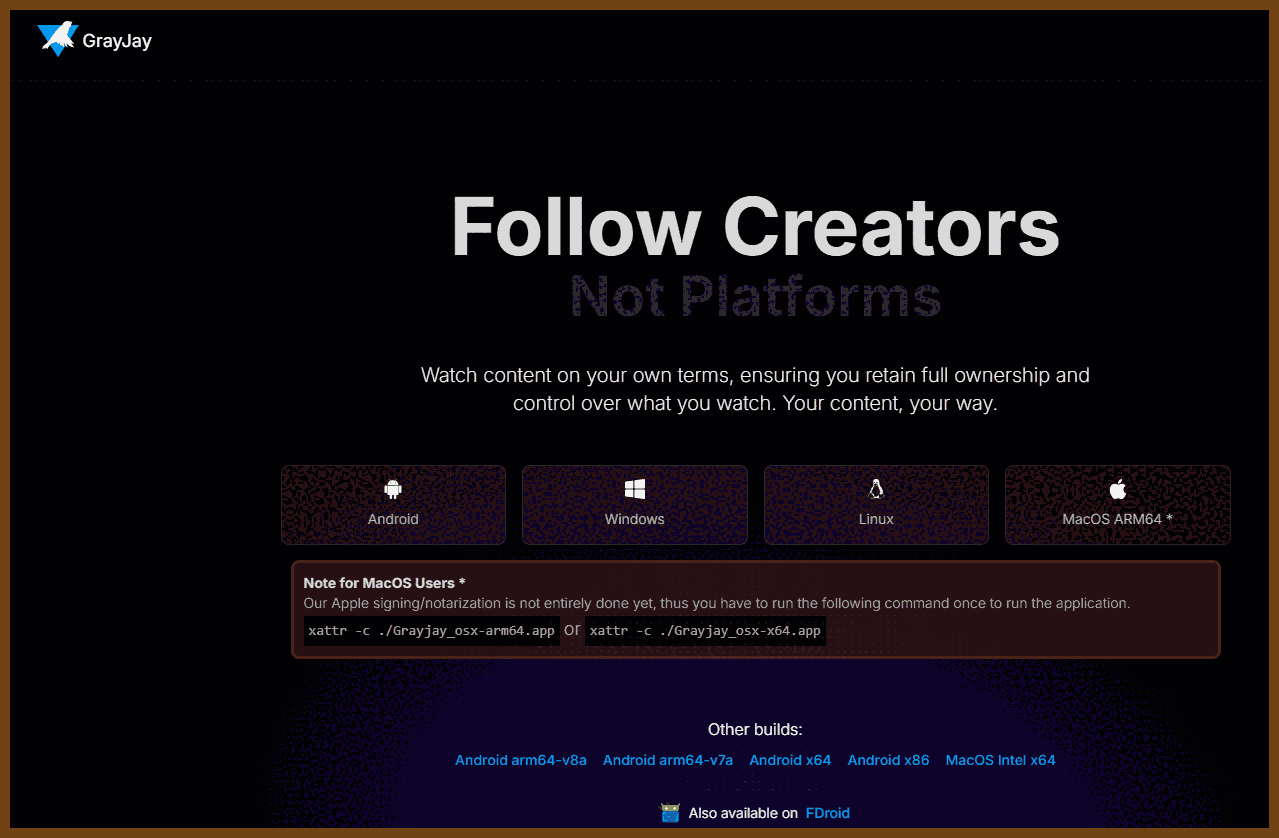 GrayJay
Follow Creators
Not Platforms
Watch content on your own terms, ensuring you retain full ownership and
control over what you watch. Your content, your way.
Android
Windows
Linux
MacOS ARM64 *
Note for MacOS Users *
Our Apple signing/notarization is not entirely done yet, thus you have to run the following command once to run the application.
xattr -c ./Grayjay_osx-arm64.app or xattr -c ./Grayjay_osx-x64.app
Other builds:
Android arm64-v8a Android arm64-v7a Android x64 Android x86 MacOS Intel x64
Also available on FDroid